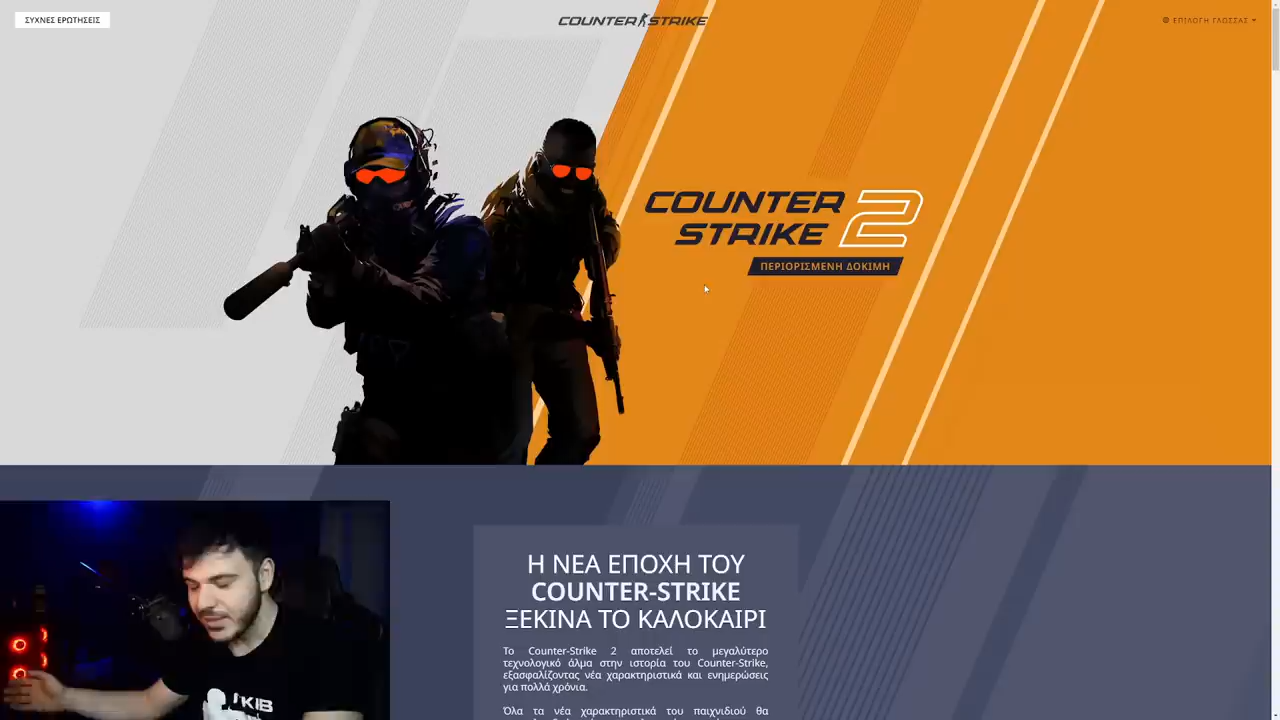 ΣΥΧΝΕΣ ΕΡΩΤΗΣΕΙΣ
COUNTER STRIKE
ΕΠΙΛΟΓΗ ΓΛΩΣΣΑΣ
COUNTER
STRIKE 2
ΠΕΡΙΟΡΙΣΜΕΝΗ ΔΟΚΙΜΗ
Η ΝΕΑ ΕΠΟΧΗ ΤΟΥ
COUNTER-STRIKE
ΞΕΚΙΝΑ ΤΟ ΚΑΛΟΚΑΙΡΙ
Το Counter-Strike 2 αποτελεί το μεγαλύτερο
τεχνολογικό άλμα στην ιστορία του Counter-Strike,
εξασφαλίζοντας νέα χαρακτηριστικά και ενημερώσεις
για πολλά χρόνια.
Όλα τα νέα χαρακτηριστικά του παιχνιδιού θα